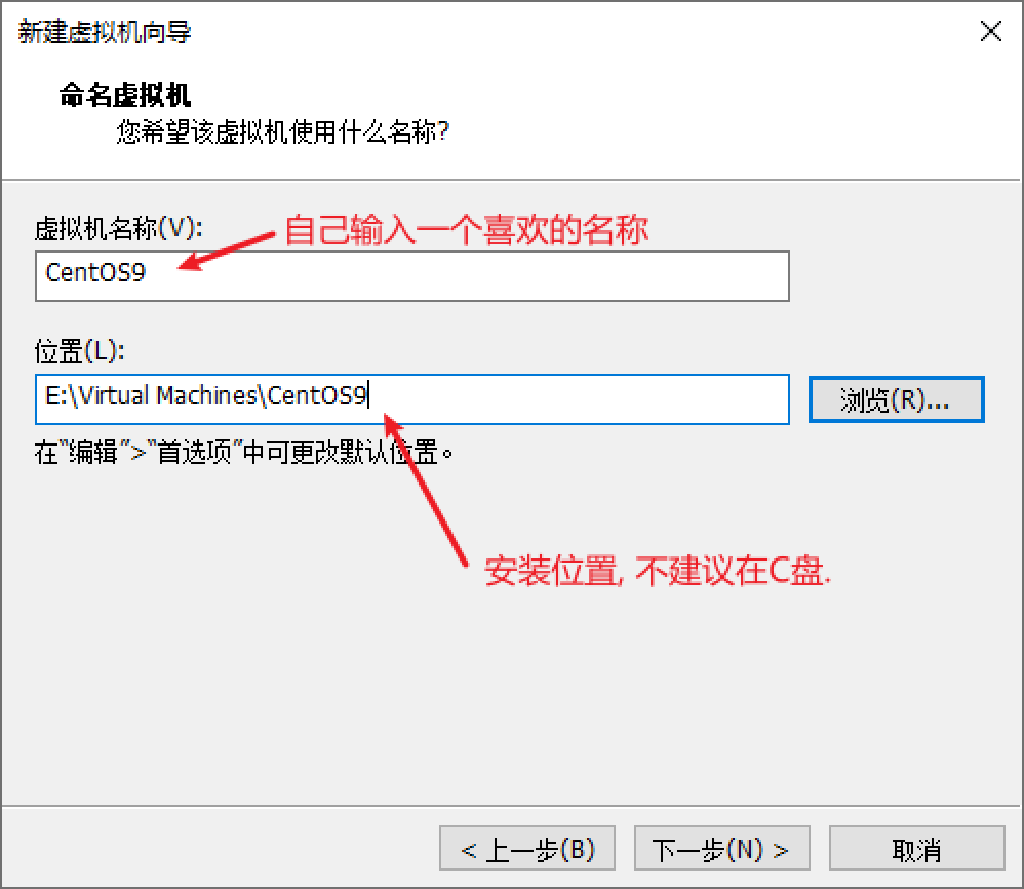 新建虚拟机向导
命名虚拟机
您希望该虚拟机使用什么名称?
虚拟机名称(V):
自己输入一个喜欢的名称
CentOS9
位置(L):
E:\Virtual Machines\CentOS9
浏览(R)...
在“编辑”>“首选项”中可更改默认位置。
安装位置, 不建议在C盘.
< 上一步(B)
下一步(N) >
取消